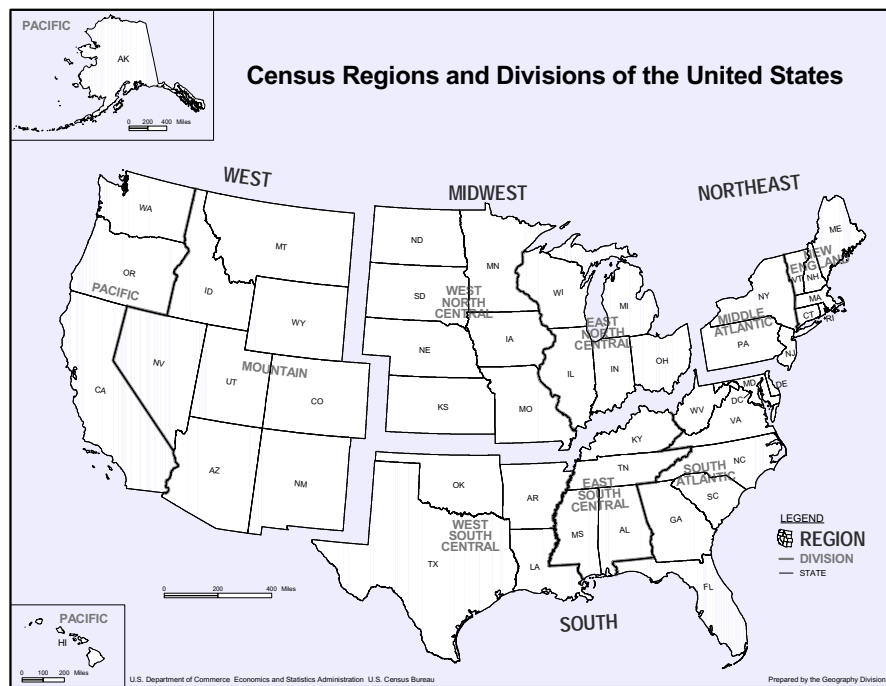 PACIFIC
AK
0 200 400 Miles
Census Regions and Divisions of the United States
WEST
MIDWEST
NORTHEAST
WA
MT
OR
ID
PACIFIC
WY
NV
UT
MOUNTAIN
CO
CA
AZ
NM
ND
MN
SD
WEST
NORTH
CENTRAL
NE
IA
KS
MO
WI
MI
EAST
NORTH
CENTRAL
IL
IN
OH
ME
NEW
ENGLAND
VT
NH
NY
MA
CT
RI
MIDDLE
ATLANTIC
PA
NJ
MD
DE
DC
WV
VA
KY
NC
TN
SOUTH
ATLANTIC
SC
EAST
SOUTH
CENTRAL
MS
AL
GA
FL
OK
AR
WEST
SOUTH
CENTRAL
TX
LA
SOUTH
LEGEND
REGION
DIVISION
STATE
0 200 400 Miles
PACIFIC
HI
0 100 200 Miles
U.S. Department of Commerce Economics and Statistics Administration U.S. Census Bureau
Prepared by the Geography Division